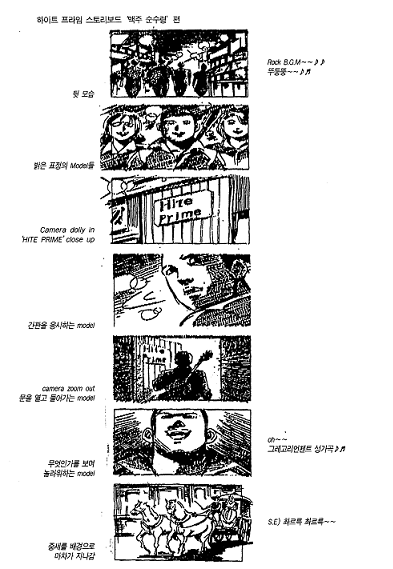 하이트 프라임 스토리보드 '맥주 순수령' 편
Rock B.G.M~~♪♪
뚜둥뚱~~♪♬
뒷 모습
밝은 표정의 Model들
Hite
Prime
Camera dolly in
'HITE PRIME' close up
간판을 응시하는 model
Hite
Prime
camera zoom out
문을 열고 들어가는 model
oh~~
그레고리언챈트 성가곡♪♬
무엇인가를 보며
놀라워하는 model
S.E) 촤르륵 촤르륵~~
중세를 배경으로
마차가 지나감